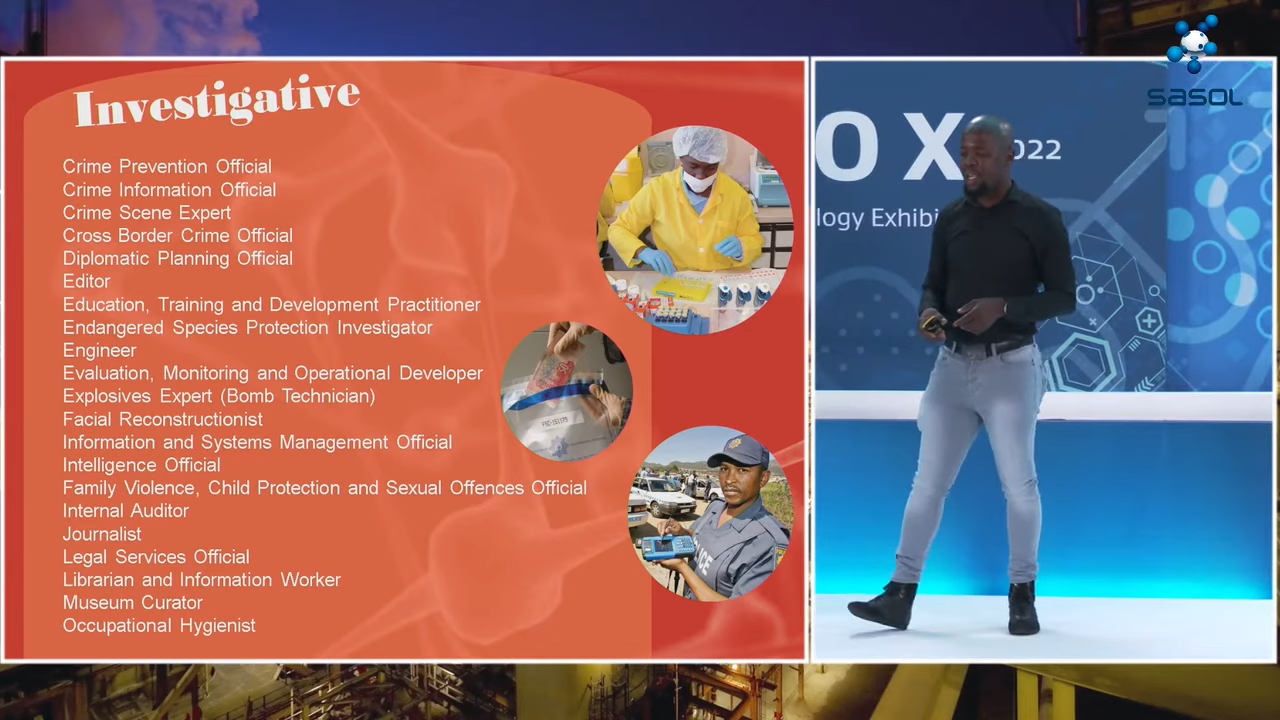 Investigative
Crime Prevention Official
Crime Information Official
Crime Scene Expert
Cross Border Crime Official
Diplomatic Planning Official
Editor
Education, Training and Development Practitioner
Endangered Species Protection Investigator
Engineer
Evaluation, Monitoring and Operational Developer
Explosives Expert (Bomb Technician)
Facial Reconstructionist
Information and Systems Management Official
Intelligence Official
Family Violence, Child Protection and Sexual Offences Official
Internal Auditor
Journalist
Legal Services Official
Librarian and Information Worker
Museum Curator
Occupational Hygienist
sasol
O X 022
logy Exhibi